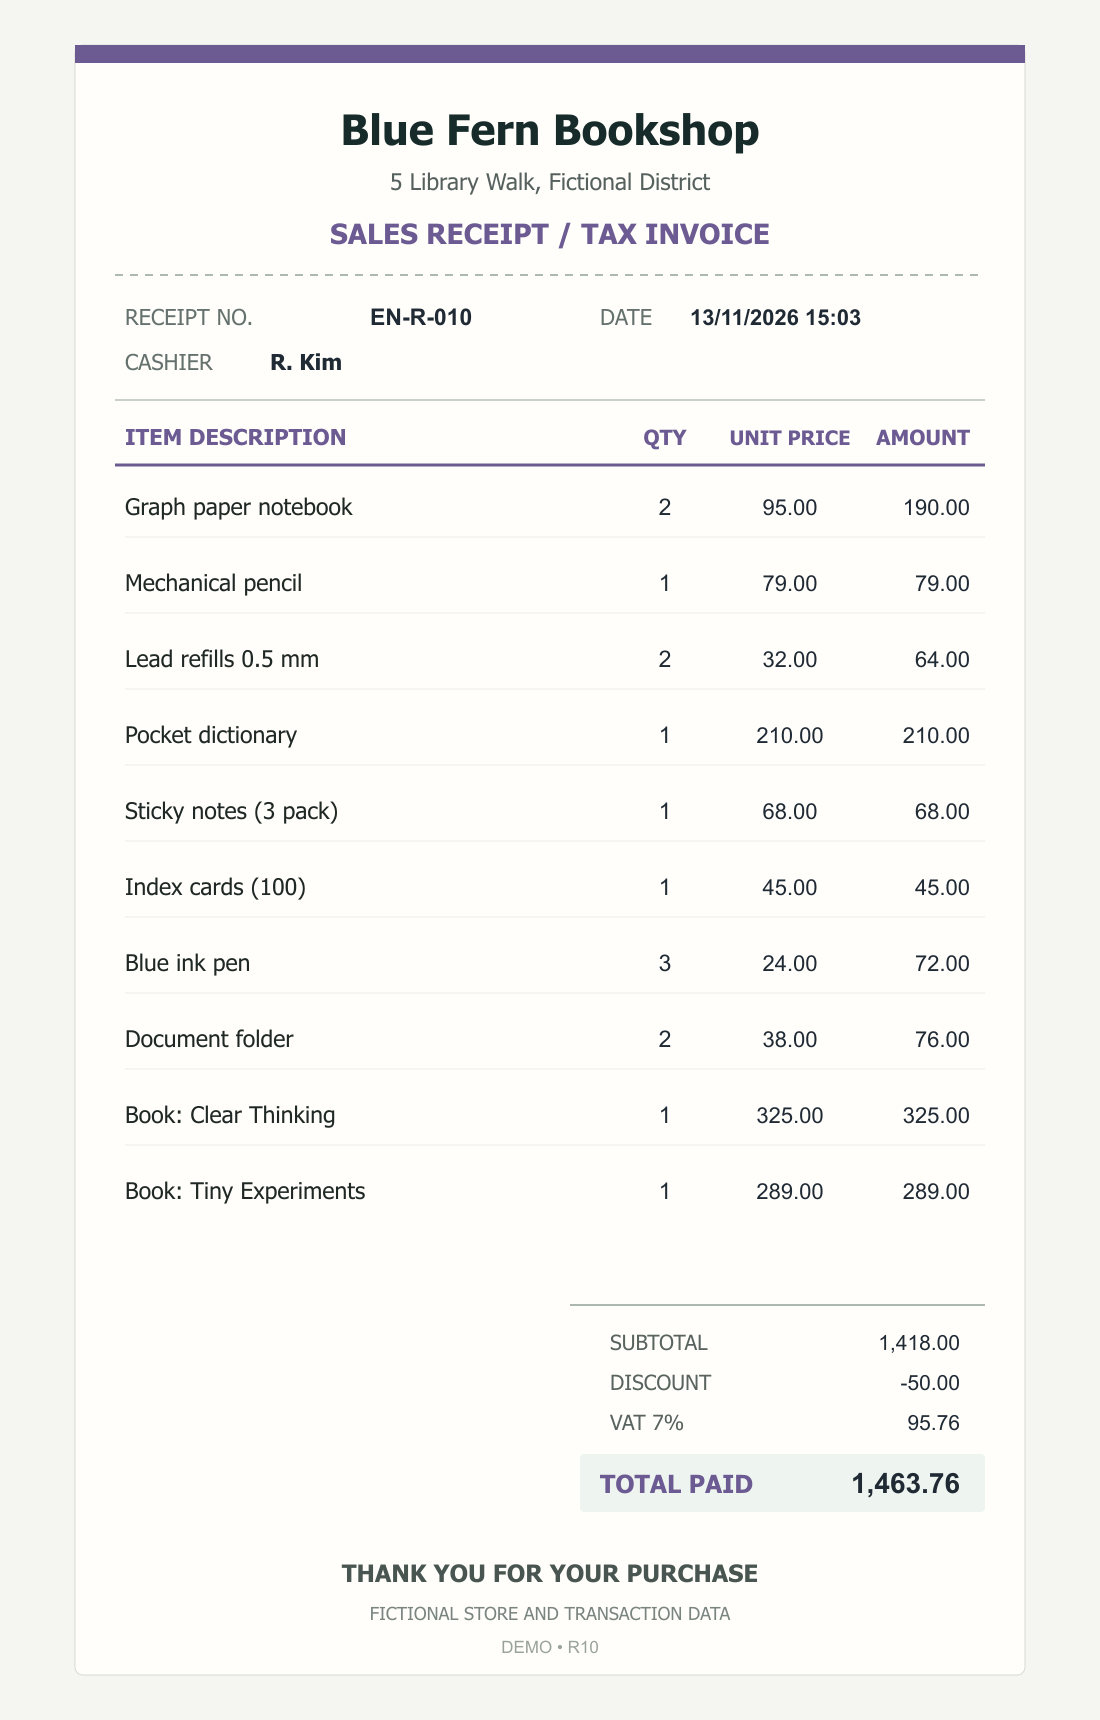 Blue Fern Bookshop
5 Library Walk, Fictional District
SALES RECEIPT / TAX INVOICE
RECEIPT NO. EN-R-010 DATE 13/11/2026 15:03
CASHIER R. Kim
ITEM DESCRIPTION QTY UNIT PRICE AMOUNT
Graph paper notebook 2 95.00 190.00
Mechanical pencil 1 79.00 79.00
Lead refills 0.5 mm 2 32.00 64.00
Pocket dictionary 1 210.00 210.00
Sticky notes (3 pack) 1 68.00 68.00
Index cards (100) 1 45.00 45.00
Blue ink pen 3 24.00 72.00
Document folder 2 38.00 76.00
Book: Clear Thinking 1 325.00 325.00
Book: Tiny Experiments 1 289.00 289.00
SUBTOTAL 1,418.00
DISCOUNT -50.00
VAT 7% 95.76
TOTAL PAID 1,463.76
THANK YOU FOR YOUR PURCHASE
FICTIONAL STORE AND TRANSACTION DATA
DEMO • R10